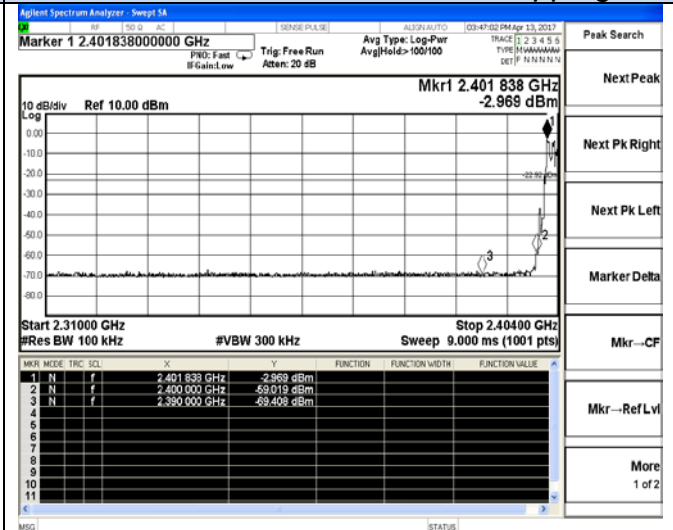 Agilent Spectrum Analyzer - Swept SA
RF 50 Ω AC SENSE:PULSE ALIGN AUTO 03:47:02 PM Apr 13, 2017
Marker 1 2.401838000000 GHz
PNO: Fast
IFGain:Low
Trig: Free Run
Atten: 20 dB
Avg Type: Log-Pwr
Avg|Hold:>100/100
TRACE 1 2 3 4 5 6
TYPE M
DET P N N N N N
Peak Search
Next Peak
Next Pk Right
Next Pk Left
Marker Delta
Mkr→CF
Mkr→Ref Lvl
More
1 of 2
Mkr1 2.401 838 GHz
-2.969 dBm
10 dB/div Ref 10.00 dBm
Log
0.00
-10.0
-20.0
-30.0
-40.0
-50.0
-60.0
-70.0
-80.0
1
2
3
Start 2.31000 GHz Stop 2.40400 GHz
#Res BW 100 kHz #VBW 300 kHz Sweep 9.000 ms (1001 pts)
MKR MODE TRC SCL X Y FUNCTION FUNCTION WIDTH FUNCTION VALUE
1 N f 2.401 838 GHz -2.969 dBm
2 N f 2.400 000 GHz -59.019 dBm
3 N f 2.390 000 GHz -69.408 dBm
4
5
6
7
8
9
10
11
MSG STATUS